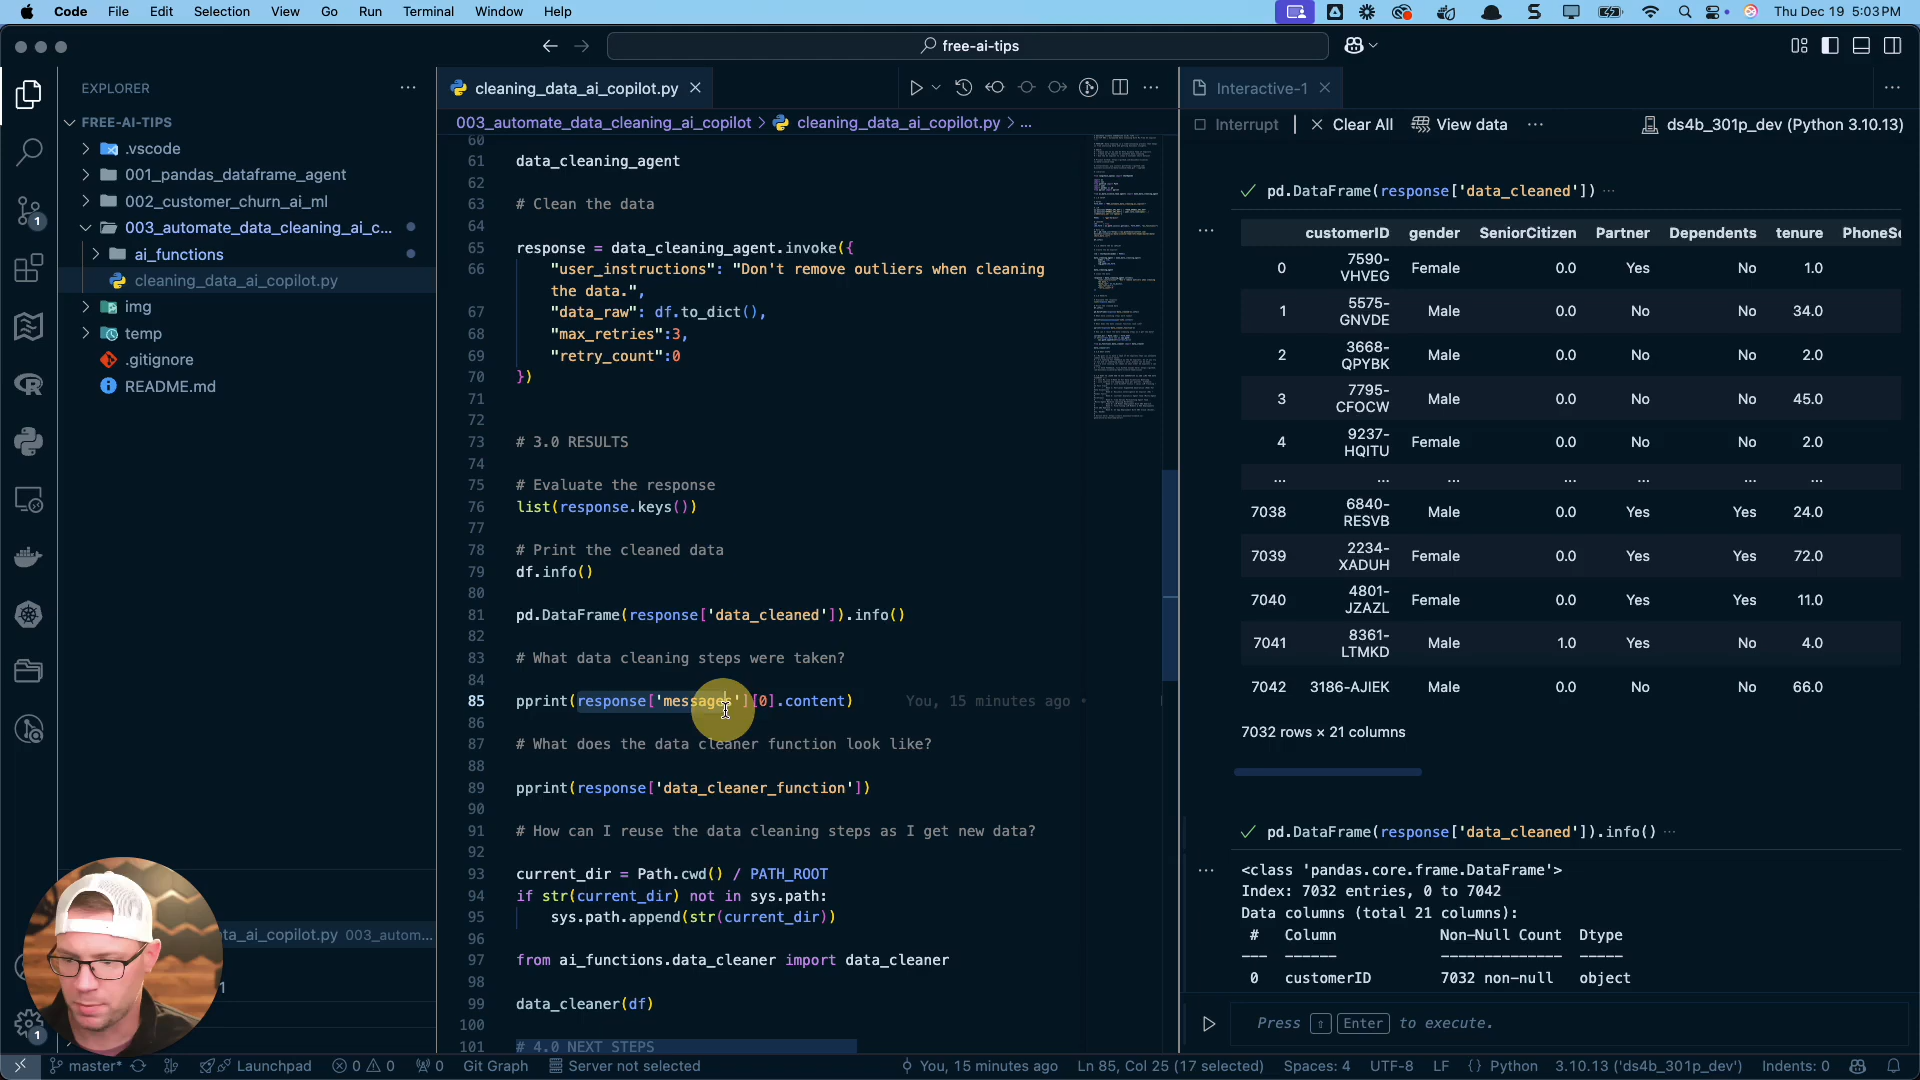 Code File Edit Selection View Go Run Terminal Window Help Thu Dec 19 5:03 PM
free-ai-tips
EXPLORER
FREE-AI-TIPS
.vscode
001_pandas_dataframe_agent
002_customer_churn_ai_ml
003_automate_data_cleaning_ai_c...
ai_functions
cleaning_data_ai_copilot.py
img
temp
.gitignore
README.md
ta_ai_copilot.py 003_autom...
1
1
1
cleaning_data_ai_copilot.py
003_automate_data_cleaning_ai_copilot > cleaning_data_ai_copilot.py > ...
60
61 data_cleaning_agent
62
63 # Clean the data
64
65 response = data_cleaning_agent.invoke({
66 "user_instructions": "Don't remove outliers when cleaning
the data.",
67 "data_raw": df.to_dict(),
68 "max_retries":3,
69 "retry_count":0
70 })
71
72
73 # 3.0 RESULTS
74
75 # Evaluate the response
76 list(response.keys())
77
78 # Print the cleaned data
79 df.info()
80
81 pd.DataFrame(response['data_cleaned']).info()
82
83 # What data cleaning steps were taken?
84
85 pprint(response['messages'][0].content) You, 15 minutes ago •
86
87 # What does the data cleaner function look like?
88
89 pprint(response['data_cleaner_function'])
90
91 # How can I reuse the data cleaning steps as I get new data?
92
93 current_dir = Path.cwd() / PATH_ROOT
94 if str(current_dir) not in sys.path:
95 sys.path.append(str(current_dir))
96
97 from ai_functions.data_cleaner import data_cleaner
98
99 data_cleaner(df)
100
101 # 4.0 NEXT STEPS
Interactive-1
Interrupt | Clear All View data ... ds4b_301p_dev (Python 3.10.13)
pd.DataFrame(response['data_cleaned']) ...
customerID gender SeniorCitizen Partner Dependents tenure PhoneSe
0 7590-VHVEG Female 0.0 Yes No 1.0
1 5575-GNVDE Male 0.0 No No 34.0
2 3668-QPYBK Male 0.0 No No 2.0
3 7795-CFOCW Male 0.0 No No 45.0
4 9237-HQITU Female 0.0 No No 2.0
... ... ... ... ... ... ...
7038 6840-RESVB Male 0.0 Yes Yes 24.0
7039 2234-XADUH Female 0.0 Yes Yes 72.0
7040 4801-JZAZL Female 0.0 Yes Yes 11.0
7041 8361-LTMKD Male 1.0 Yes No 4.0
7042 3186-AJIEK Male 0.0 No No 66.0
7032 rows × 21 columns
pd.DataFrame(response['data_cleaned']).info() ...
<class 'pandas.core.frame.DataFrame'>
Index: 7032 entries, 0 to 7042
Data columns (total 21 columns):
# Column Non-Null Count Dtype
--- ------ -------------- -----
0 customerID 7032 non-null object
Press ⇧ Enter to execute.
master* Launchpad 0 0 0 Git Graph Server not selected You, 15 minutes ago Ln 85, Col 25 (17 selected) Spaces: 4 UTF-8 LF {} Python 3.10.13 ('ds4b_301p_dev') Indents: 0